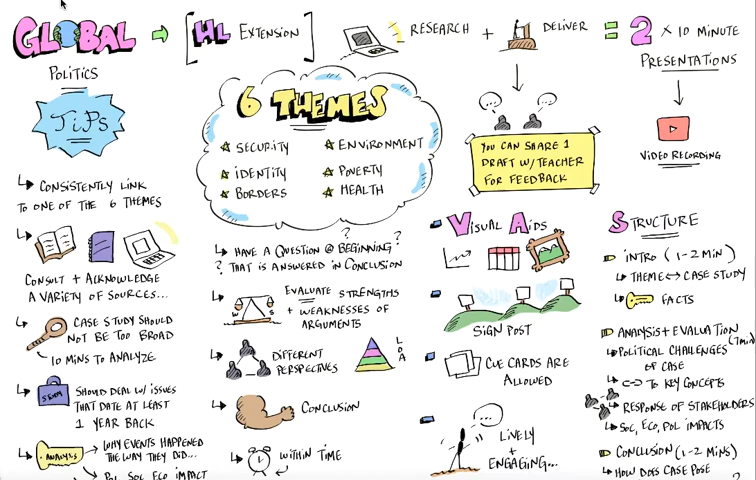 GLOBAL
POLITICS
[HL EXTENSION]
RESEARCH + DELIVER = 2 x 10 MINUTE
PRESENTATIONS
VIDEO RECORDING
TIPS
6 THEMES
SECURITY
IDENTITY
BORDERS
ENVIRONMENT
POVERTY
HEALTH
YOU CAN SHARE 1
DRAFT W/TEACHER
FOR FEEDBACK
CONSISTENTLY LINK
TO ONE OF THE 6 THEMES
CONSULT + ACKNOWLEDGE
A VARIETY OF SOURCES...
CASE STUDY SHOULD
NOT BE TOO BROAD
10 MINS TO ANALYZE
SHOULD DEAL W/ ISSUES
THAT DATE AT LEAST
1 YEAR BACK
ANALYSIS
WHY EVENTS HAPPENED
THE WAY THEY DID...
POL SOC ECO IMPACT
? ?
HAVE A QUESTION @ BEGINNING
? THAT IS ANSWERED IN CONCLUSION
W S
EVALUATE STRENGTHS
+ WEAKNESSES OF
ARGUMENTS
DIFFERENT
PERSPECTIVES
CONCLUSION
WITHIN TIME
VISUAL AIDS
SIGN POST
CUE CARDS ARE
ALLOWED
LIVELY
+
ENGAGING...
STRUCTURE
INTRO (1-2 MIN)
THEME ↔ CASE STUDY
FACTS
ANALYSIS + EVALUATION
(7min)
POLITICAL CHALLENGES
OF CASE
TO KEY CONCEPTS
RESPONSE OF STAKEHOLDERS
SOC, ECO, POL IMPACTS
CONCLUSION (1-2 MINS)
HOW DOES CASE POSE